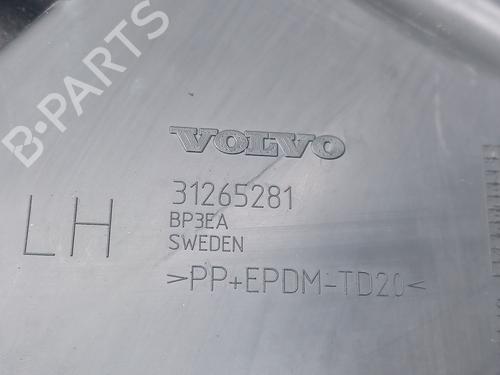 B-PARTS
VOLVO
31265281
LH
BP3EA
SWEDEN
>PP+EPDM-TD20<